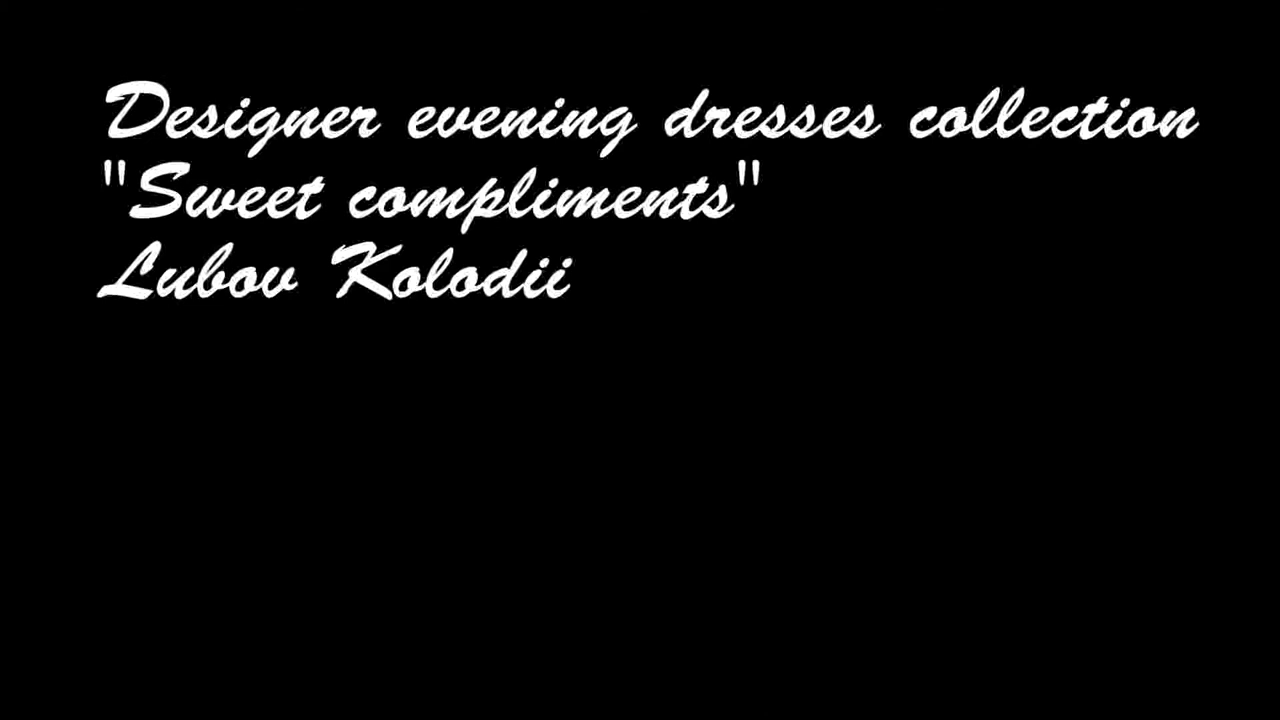 Designer evening dresses collection
"Sweet compliments"
Lubov Kolodii